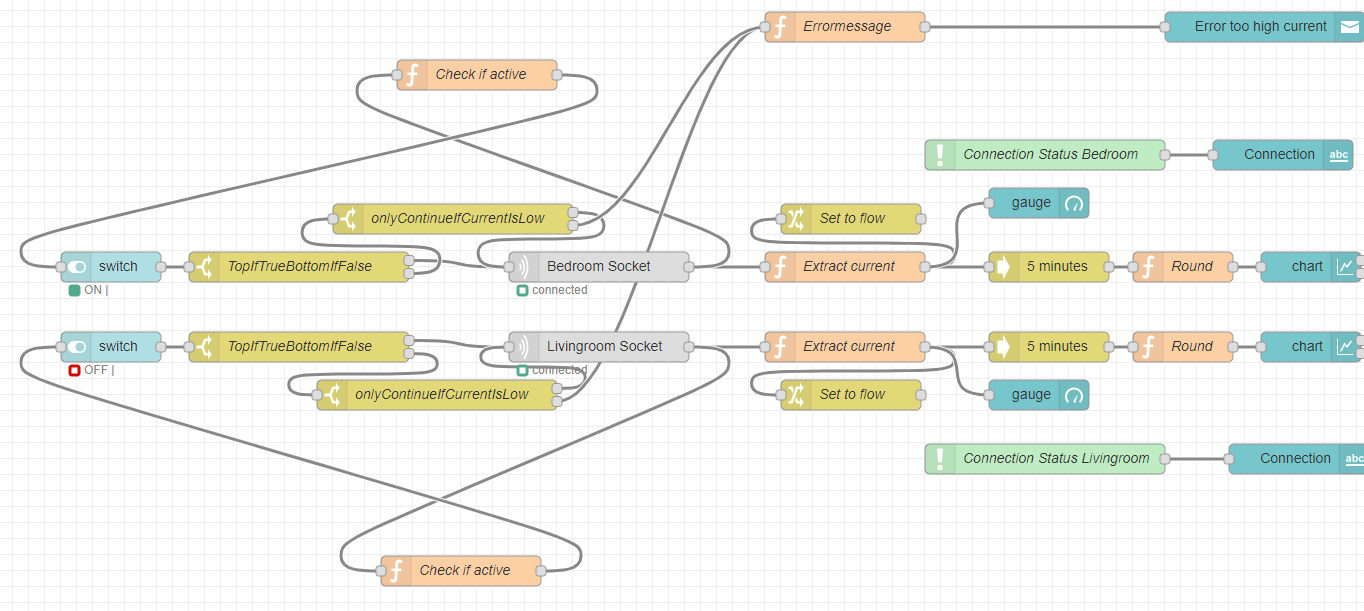 Errormessage
Error too high current
Check if active
Connection Status Bedroom
Connection
abc
gauge
onlyContinueIfCurrentIsLow
Set to flow
switch
TopIfTrueBottomIfFalse
Bedroom Socket
Extract current
5 minutes
Round
chart
ON |
connected
switch
TopIfTrueBottomIfFalse
Livingroom Socket
Extract current
5 minutes
Round
chart
OFF |
connected
onlyContinueIfCurrentIsLow
Set to flow
gauge
Connection Status Livingroom
Connection
abc
Check if active